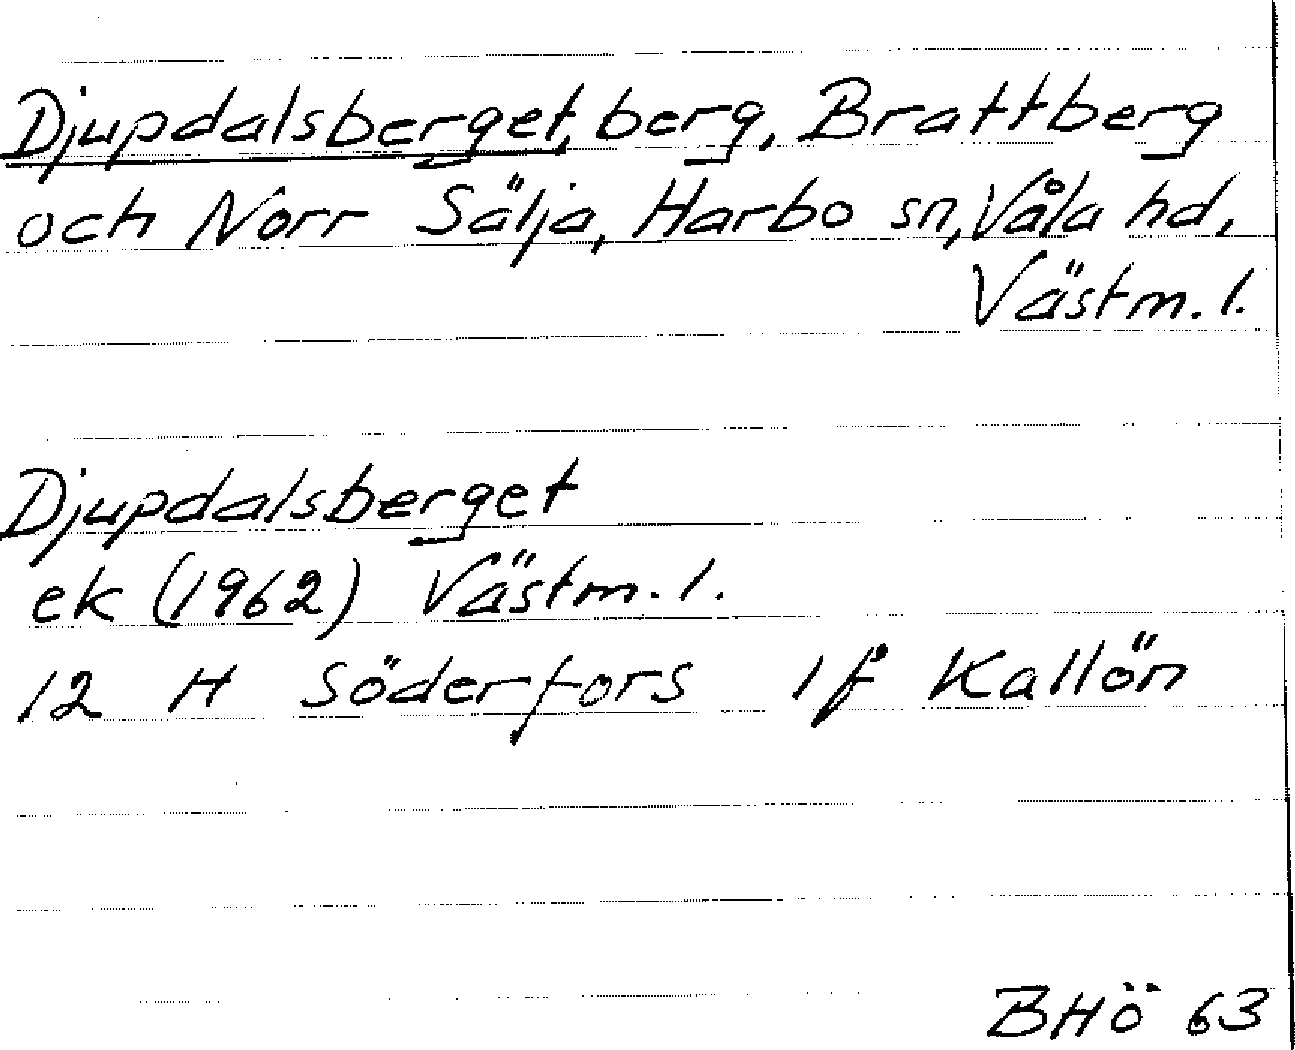 Djupdalsberget, berg, Brattberg
och Norr Sälja, Harbo sn, Våla hd,
Västm. l.
Djupdalsberget
ek (1962) Västm. l.
12 H Söderfors 1f Kallön
BHö 63